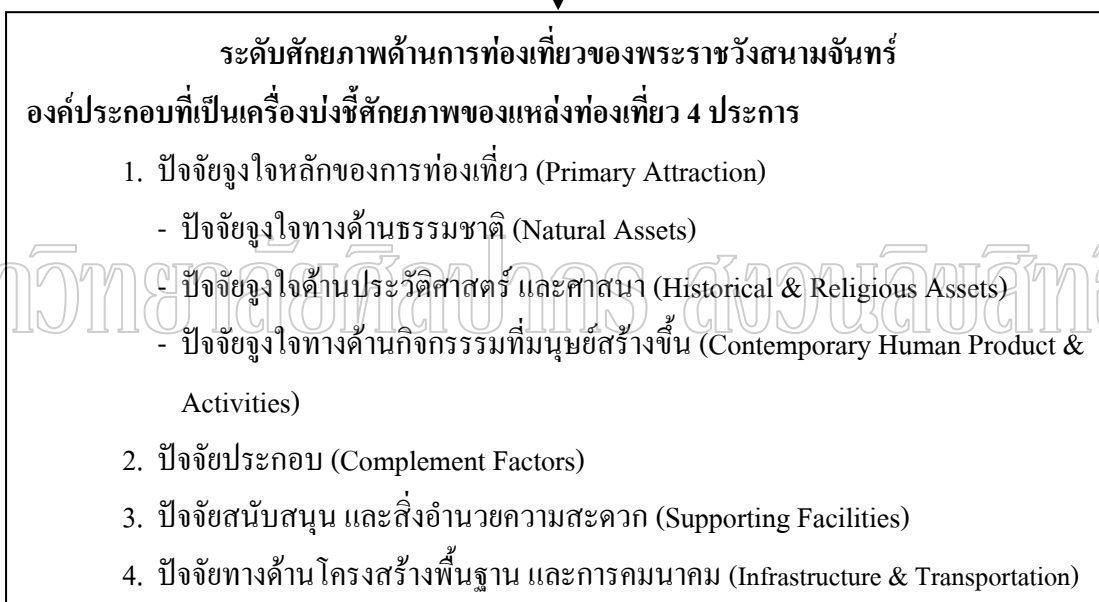 ระดับศักยภาพด้านการท่องเที่ยวของพระราชวังสนามจันทร์
องค์ประกอบที่เป็นเครื่องบ่งชี้ศักยภาพของแหล่งท่องเที่ยว 4 ประการ
1. ปัจจัยจูงใจหลักของการท่องเที่ยว (Primary Attraction)
- ปัจจัยจูงใจทางด้านธรรมชาติ (Natural Assets)
- ปัจจัยจูงใจด้านประวัติศาสตร์ และศาสนา (Historical & Religious Assets)
- ปัจจัยจูงใจทางด้านกิจกรรรมที่มนุษย์สร้างขึ้น (Contemporary Human Product &
Activities)
2. ปัจจัยประกอบ (Complement Factors)
3. ปัจจัยสนับสนุน และสิ่งอำนวยความสะดวก (Supporting Facilities)
4. ปัจจัยทางด้านโครงสร้างพื้นฐาน และการคมนาคม (Infrastructure & Transportation)